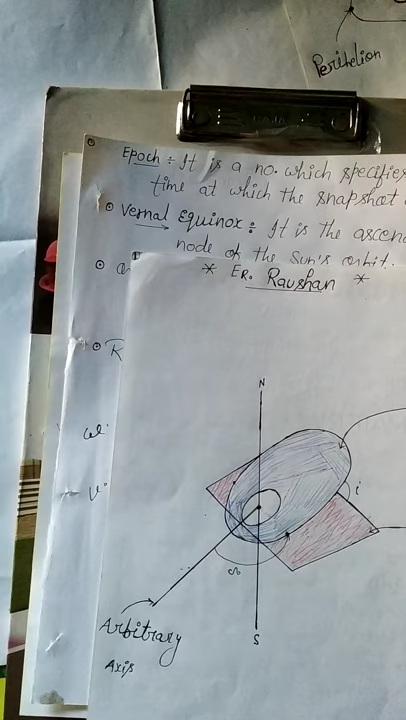 Perihelion
Epoch : It is a no. which specifies
time at which the snapshot
Vernal Equinox : It is the ascend
node of the Sun's orbit.
* ER. Raushan *
N
i
S
Arbitrary
Axis